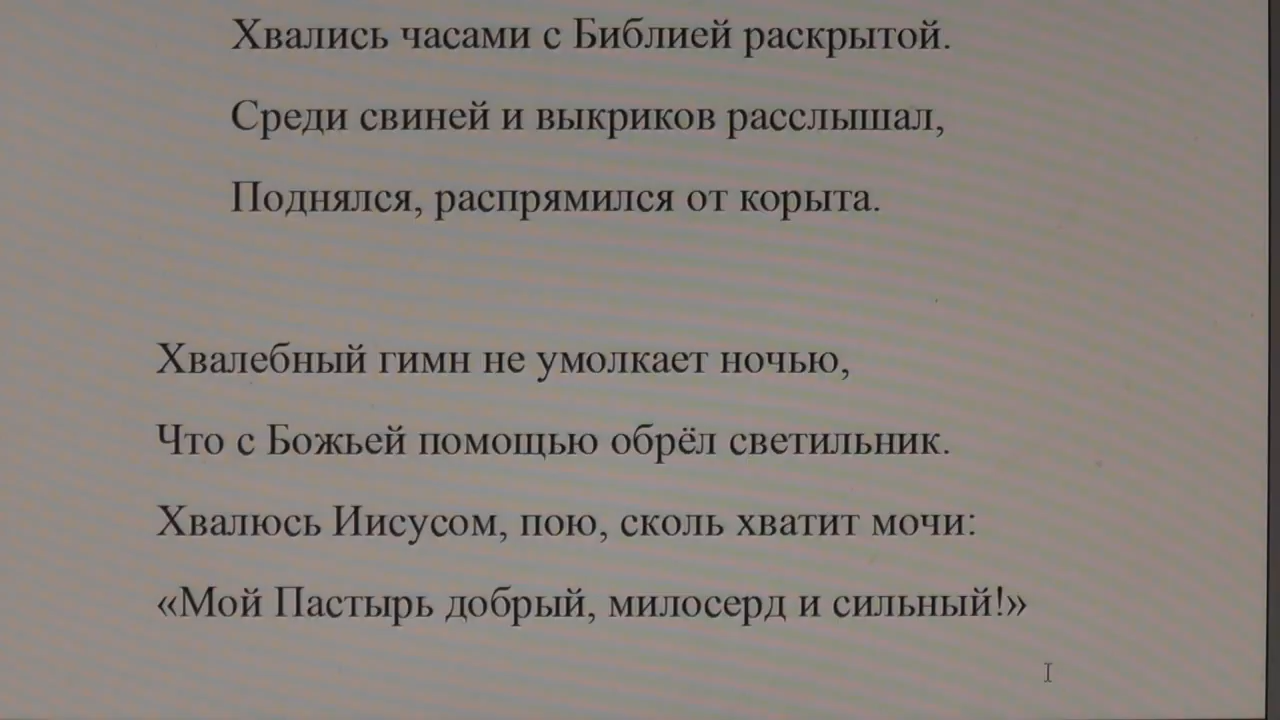 Хвались часами с Библией раскрытой.
Среди свиней и выкриков расслышал,
Поднялся, распрямился от корыта.
Хвалебный гимн не умолкает ночью,
Что с Божьей помощью обрёл светильник.
Хвалюсь Иисусом, пою, сколь хватит мочи:
«Мой Пастырь добрый, милосерд и сильный!»